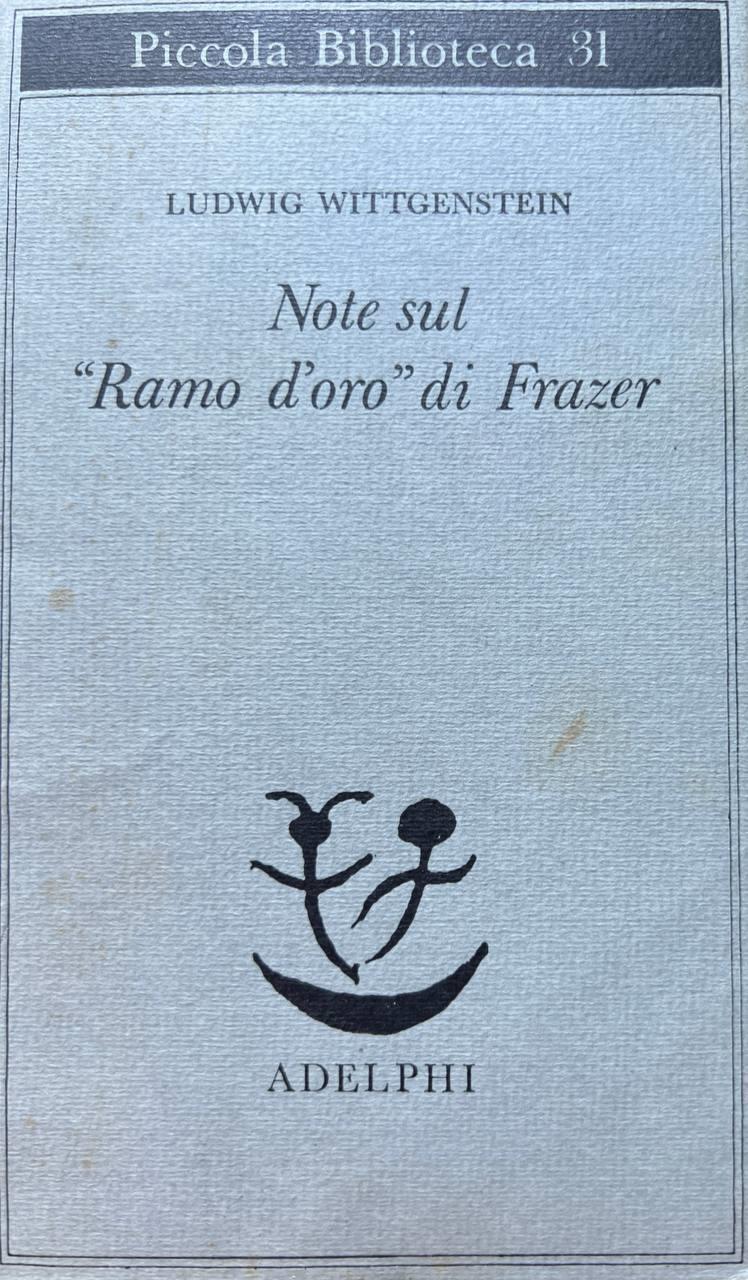 Piccola Biblioteca 31
LUDWIG WITTGENSTEIN
Note sul
“Ramo d’oro” di Frazer
ADELPHI